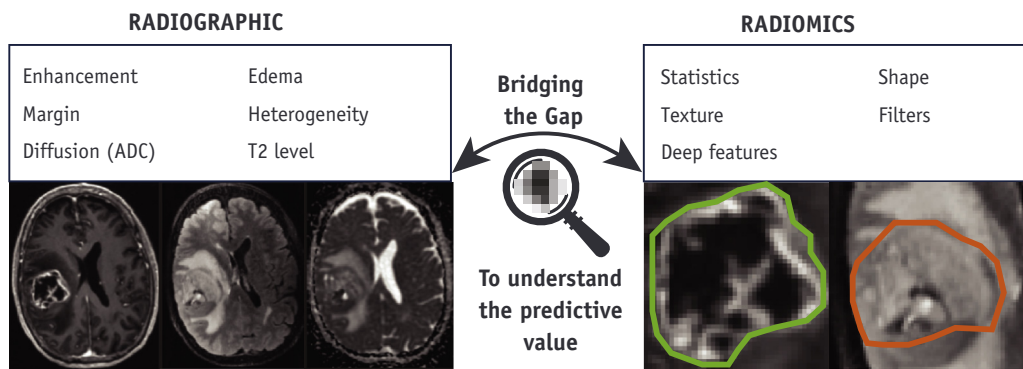 RADIOGRAPHIC
Enhancement
Edema
Margin
Heterogeneity
Diffusion (ADC)
T2 level
Bridging
the Gap
To understand
the predictive
value
RADIOMICS
Statistics
Shape
Texture
Filters
Deep features